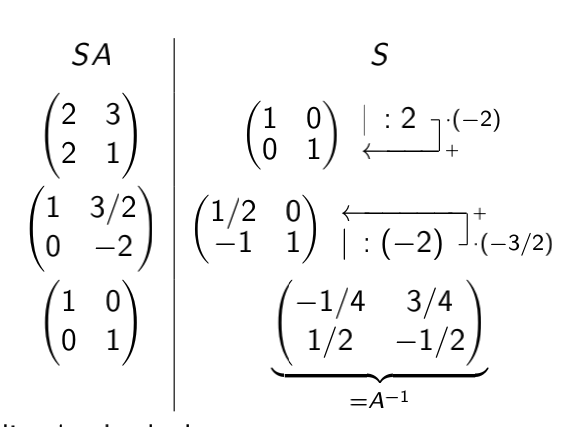 SA S
2 3 1 0 | : 2 ·(−2)
2 1 0 1 +
1 3/2 1/2 0 +
0 −2 −1 1 | : (−2) ·(−3/2)
1 0 −1/4 3/4
0 1 1/2 −1/2
=A⁻¹